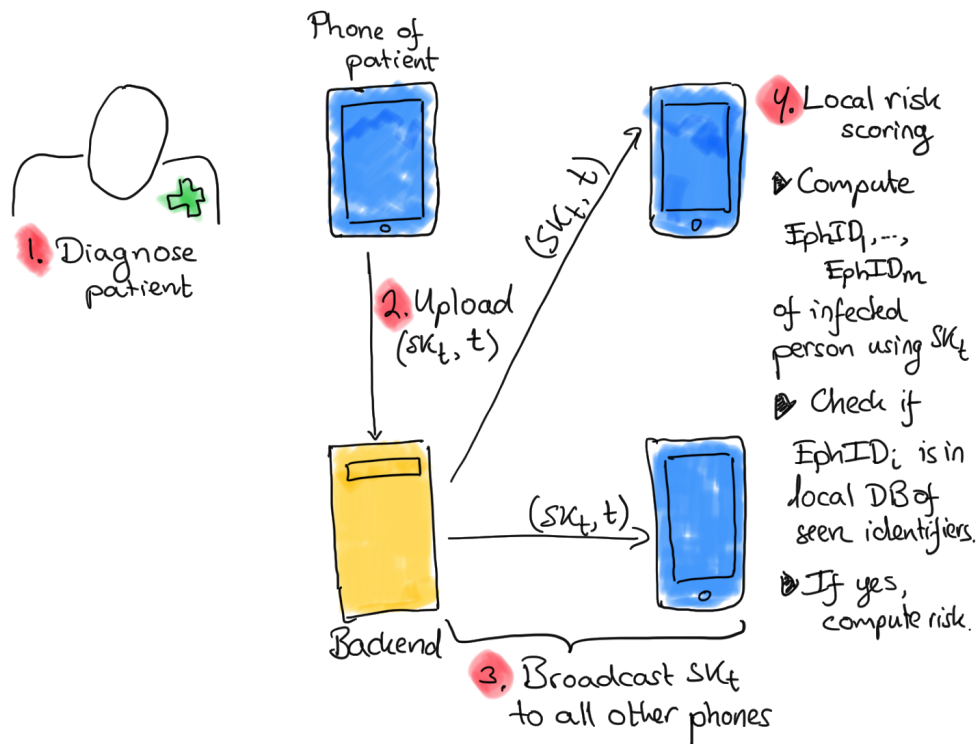 Phone of
patient
1. Diagnose
patient
2. Upload
(SK_t, t)
(SK_t, t)
(SK_t, t)
Backend
3. Broadcast SK_t
to all other phones
4. Local risk
scoring
Compute
EphID_1, ...,
EphID_m
of infected
person using SK_t
Check if
EphID_i is in
local DB of
seen identifiers.
If yes,
compute risk.